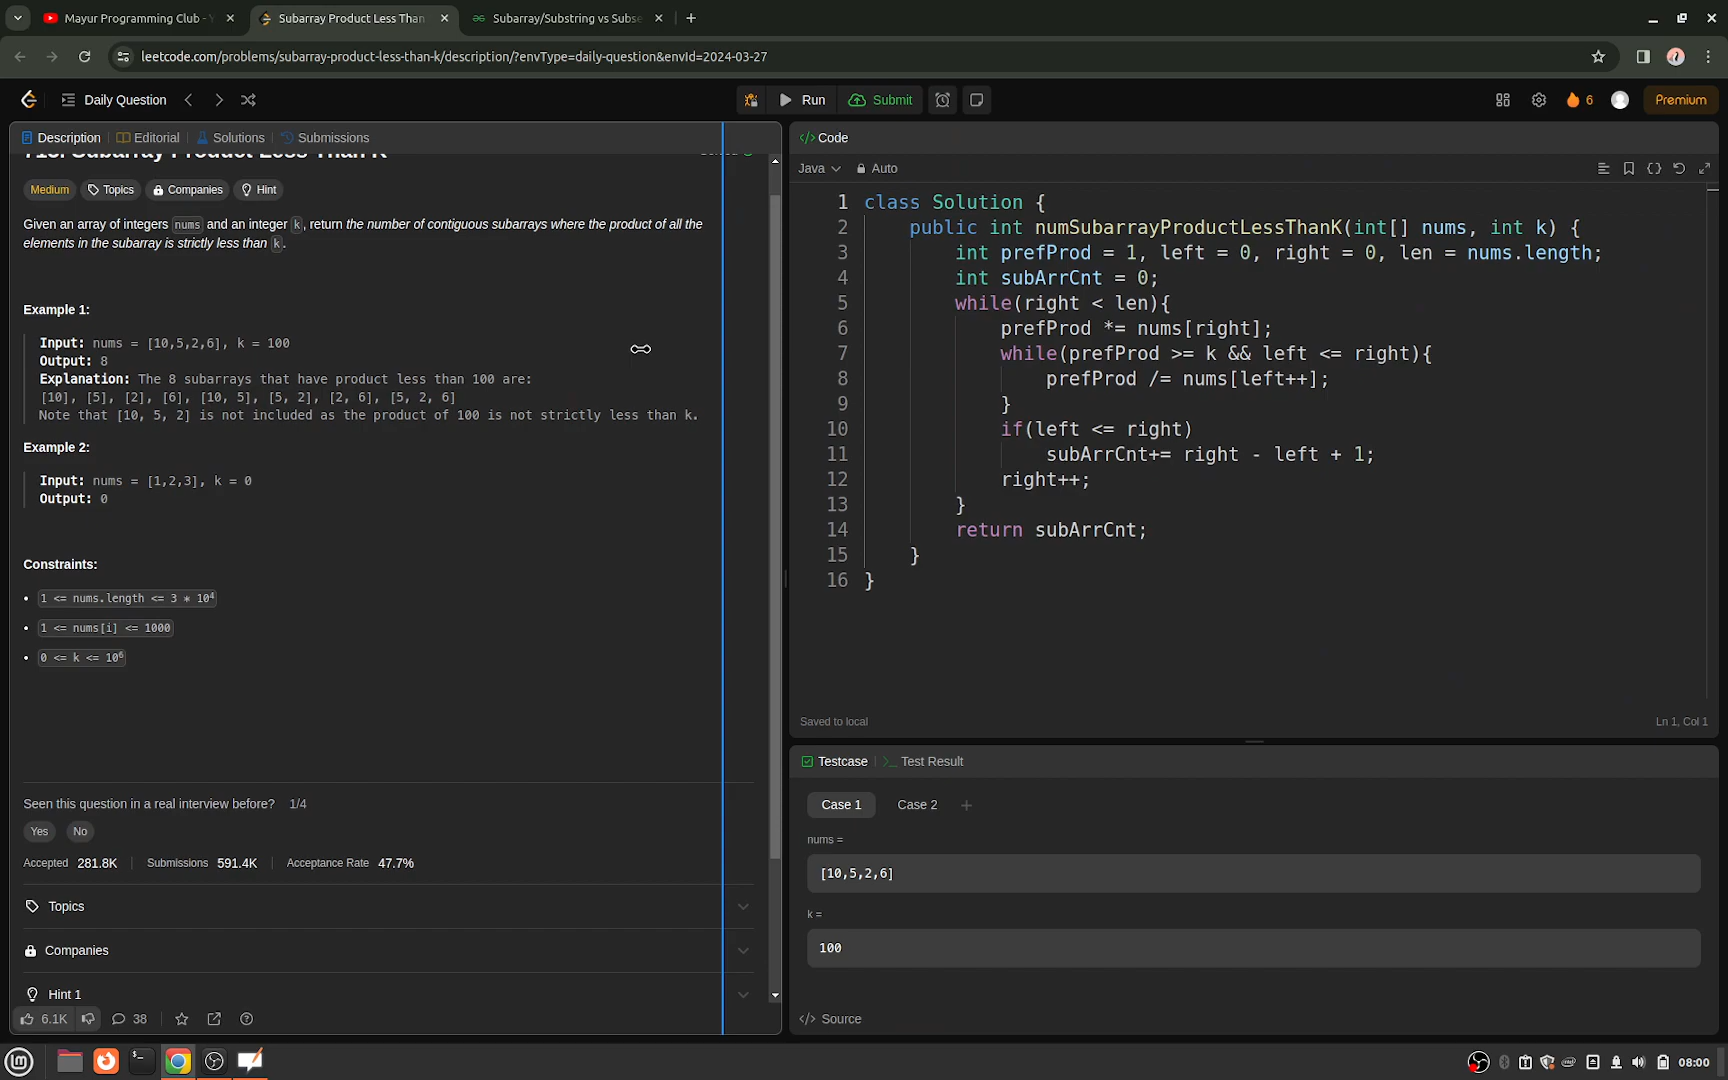 Mayur Programming Club - Y
Subarray Product Less Than
Subarray/Substring vs Subse
leetcode.com/problems/subarray-product-less-than-k/description/?envType=daily-question&envId=2024-03-27
Daily Question
Run
Submit
6
Premium
Description
Editorial
Solutions
Submissions
713. Subarray Product Less Than K
Medium
Topics
Companies
Hint
Given an array of integers nums and an integer k, return the number of contiguous subarrays where the product of all the
elements in the subarray is strictly less than k.
Example 1:
Input: nums = [10,5,2,6], k = 100
Output: 8
Explanation: The 8 subarrays that have product less than 100 are:
[10], [5], [2], [6], [10, 5], [5, 2], [2, 6], [5, 2, 6]
Note that [10, 5, 2] is not included as the product of 100 is not strictly less than k.
Example 2:
Input: nums = [1,2,3], k = 0
Output: 0
Constraints:
1 <= nums.length <= 3 * 10⁴
1 <= nums[i] <= 1000
0 <= k <= 10⁶
Seen this question in a real interview before? 1/4
Yes No
Accepted 281.8K Submissions 591.4K Acceptance Rate 47.7%
Topics
Companies
Hint 1
6.1K 38
</> Code
Java Auto
1 class Solution {
2 public int numSubarrayProductLessThanK(int[] nums, int k) {
3 int prefProd = 1, left = 0, right = 0, len = nums.length;
4 int subArrCnt = 0;
5 while(right < len){
6 prefProd *= nums[right];
7 while(prefProd >= k && left <= right){
8 prefProd /= nums[left++];
9 }
10 if(left <= right)
11 subArrCnt+= right - left + 1;
12 right++;
13 }
14 return subArrCnt;
15 }
16 }
Saved to local
Ln 1, Col 1
Testcase
Test Result
Case 1 Case 2 +
nums =
[10,5,2,6]
k =
100
</> Source
08:00